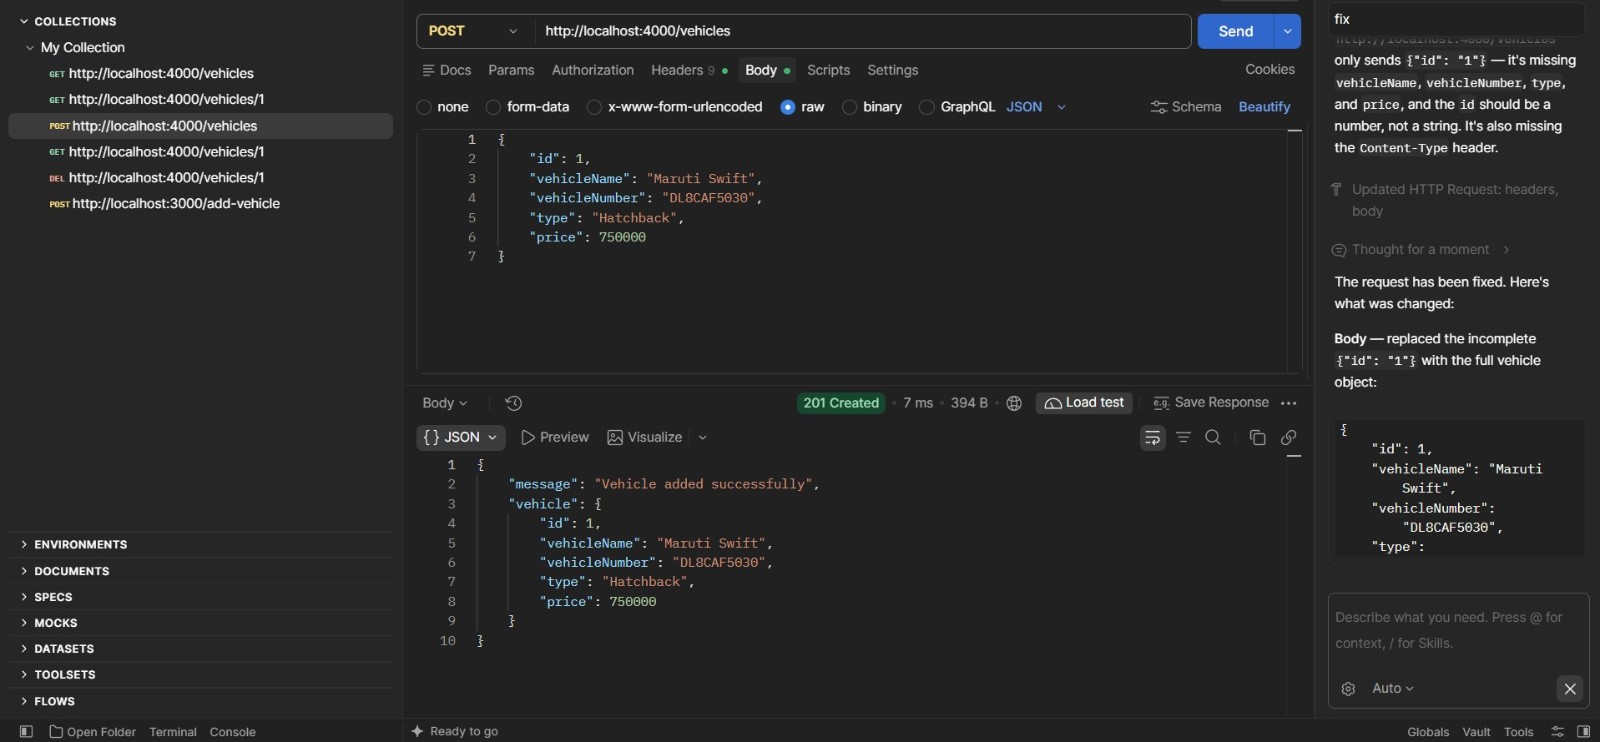 COLLECTIONS
My Collection
GET http://localhost:4000/vehicles
GET http://localhost:4000/vehicles/1
POST http://localhost:4000/vehicles
GET http://localhost:4000/vehicles/1
DEL http://localhost:4000/vehicles/1
POST http://localhost:3000/add-vehicle
ENVIRONMENTS
DOCUMENTS
SPECS
MOCKS
DATASETS
TOOLSETS
FLOWS
POST http://localhost:4000/vehicles Send
Docs Params Authorization Headers 9 Body Scripts Settings Cookies
none form-data x-www-form-urlencoded raw binary GraphQL JSON Schema Beautify
1 {
2 "id": 1,
3 "vehicleName": "Maruti Swift",
4 "vehicleNumber": "DL8CAF5030",
5 "type": "Hatchback",
6 "price": 750000
7 }
Body 201 Created • 7 ms • 394 B Load test e.g. Save Response
{} JSON Preview Visualize
1 {
2 "message": "Vehicle added successfully",
3 "vehicle": {
4 "id": 1,
5 "vehicleName": "Maruti Swift",
6 "vehicleNumber": "DL8CAF5030",
7 "type": "Hatchback",
8 "price": 750000
9 }
10 }
fix
http://localhost:4000/vehicles
only sends {"id": "1"} — it's missing
vehicleName, vehicleNumber, type,
and price, and the id should be a
number, not a string. It's also missing
the Content-Type header.
Updated HTTP Request: headers,
body
Thought for a moment
The request has been fixed. Here's
what was changed:
Body — replaced the incomplete
{"id": "1"} with the full vehicle
object:
{
"id": 1,
"vehicleName": "Maruti
Swift",
"vehicleNumber":
"DL8CAF5030",
"type":
Describe what you need. Press @ for
context, / for Skills.
Auto
Open Folder Terminal Console Ready to go Globals Vault Tools